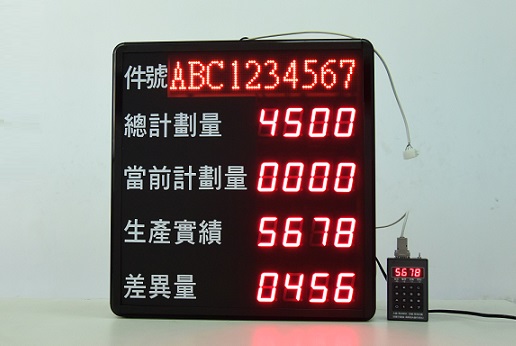 件號 ABC1234567
總計劃量 4500
當前計劃量 0000
生產實績 5678
差異量 0456
5678